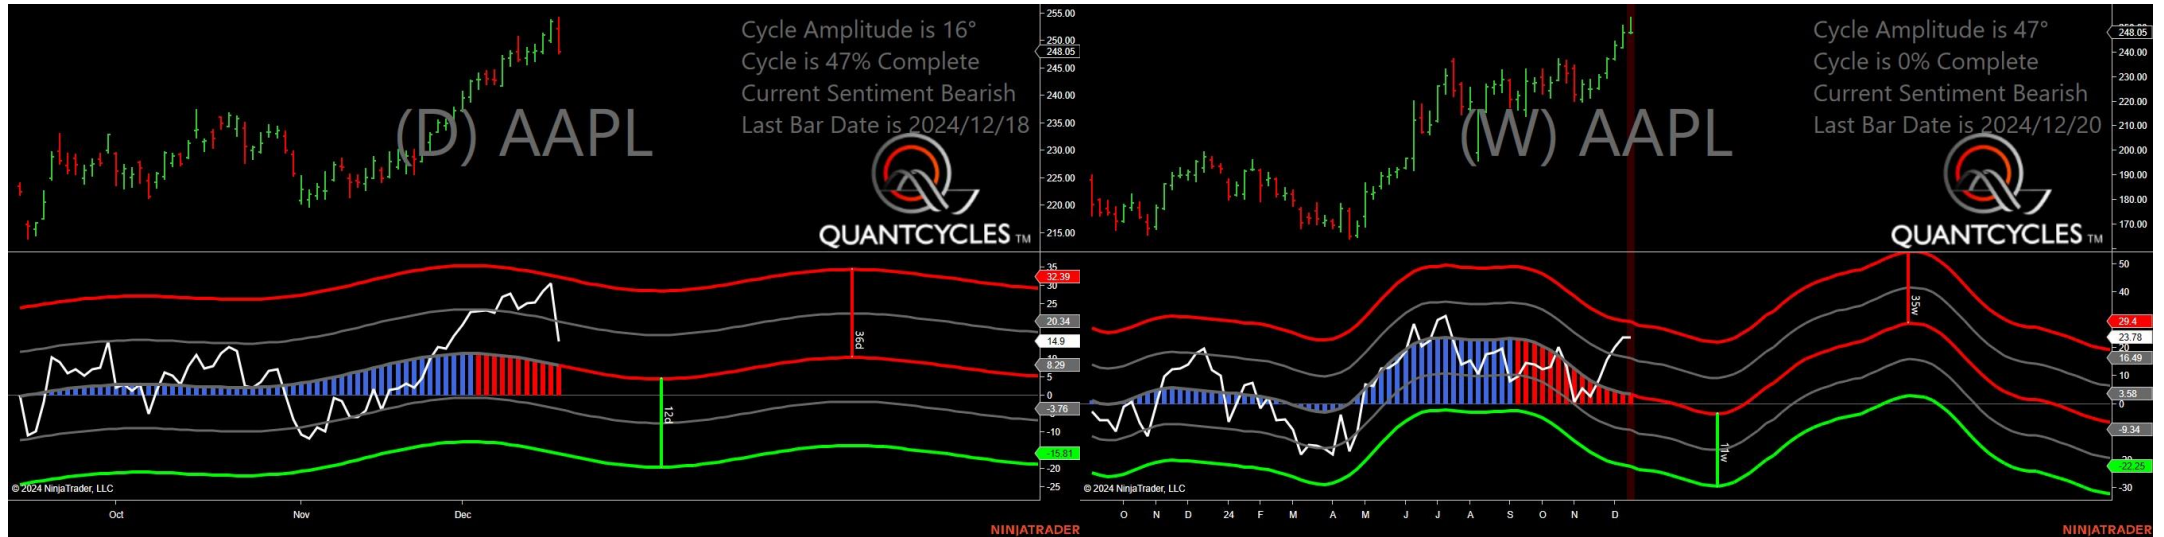 Cycle Amplitude is 16°
Cycle is 47% Complete
Current Sentiment Bearish
Last Bar Date is 2024/12/18
(D) AAPL
QUANTCYCLES TM
255.00
250.00
248.05
245.00
240.00
235.00
230.00
225.00
220.00
215.00
35
32.39
30
25
20.34
14.9
10
8.29
5
0
-3.76
-10
-15.81
-20
-25
36d
12d
© 2024 NinjaTrader, LLC
Oct Nov Dec
NINJATRADER
Cycle Amplitude is 47°
Cycle is 0% Complete
Current Sentiment Bearish
Last Bar Date is 2024/12/20
(W) AAPL
QUANTCYCLES TM
248.05
240.00
230.00
220.00
210.00
200.00
190.00
180.00
170.00
50
40
29.4
23.78
20
16.49
10
3.58
0
-9.34
-22.25
-30
35w
11w
© 2024 NinjaTrader, LLC
O N D 24 F M A M J J A S O N D
NINJATRADER